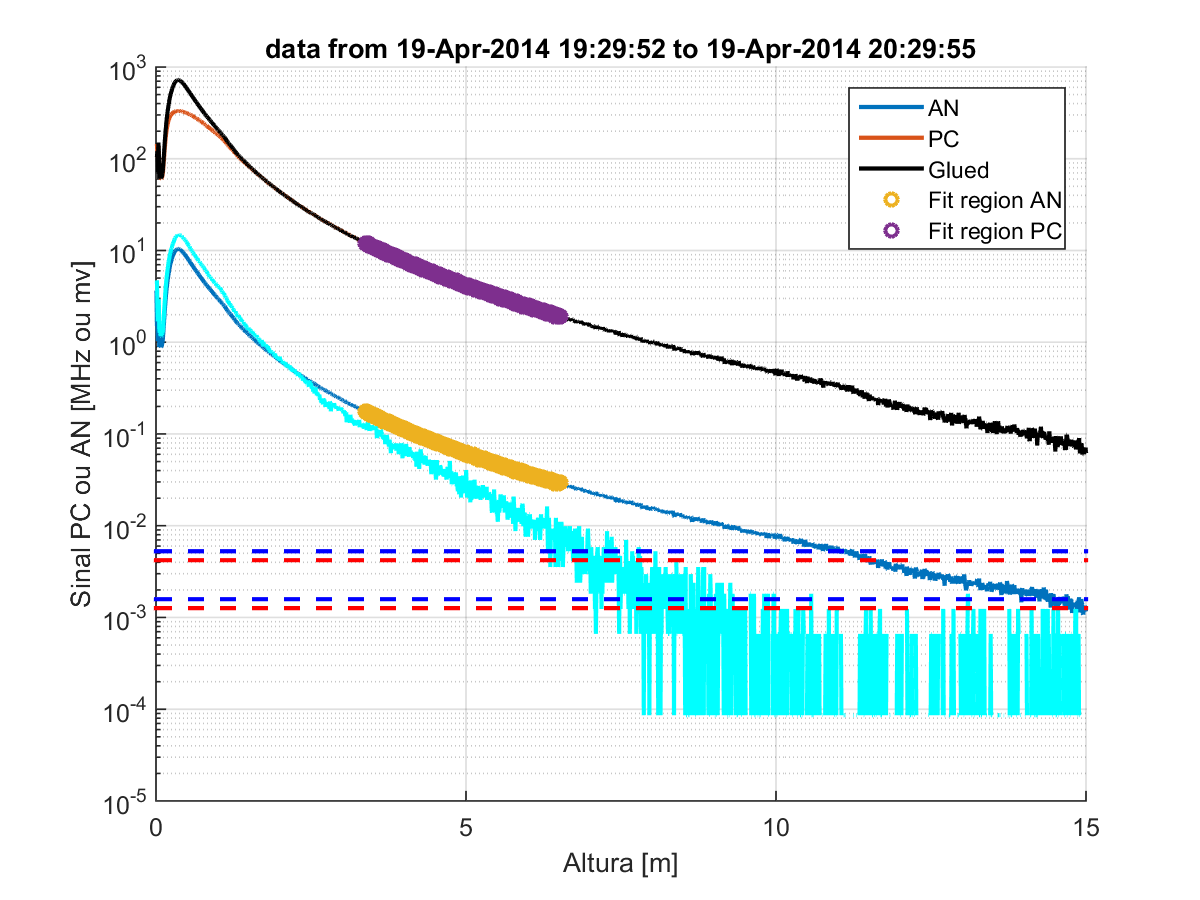 data from 19-Apr-2014 19:29:52 to 19-Apr-2014 20:29:55
10^3
10^2
10^1
10^0
10^-1
10^-2
10^-3
10^-4
10^-5
Sinal PC ou AN [MHz ou mv]
AN
PC
Glued
Fit region AN
Fit region PC
0
5
10
15
Altura [m]